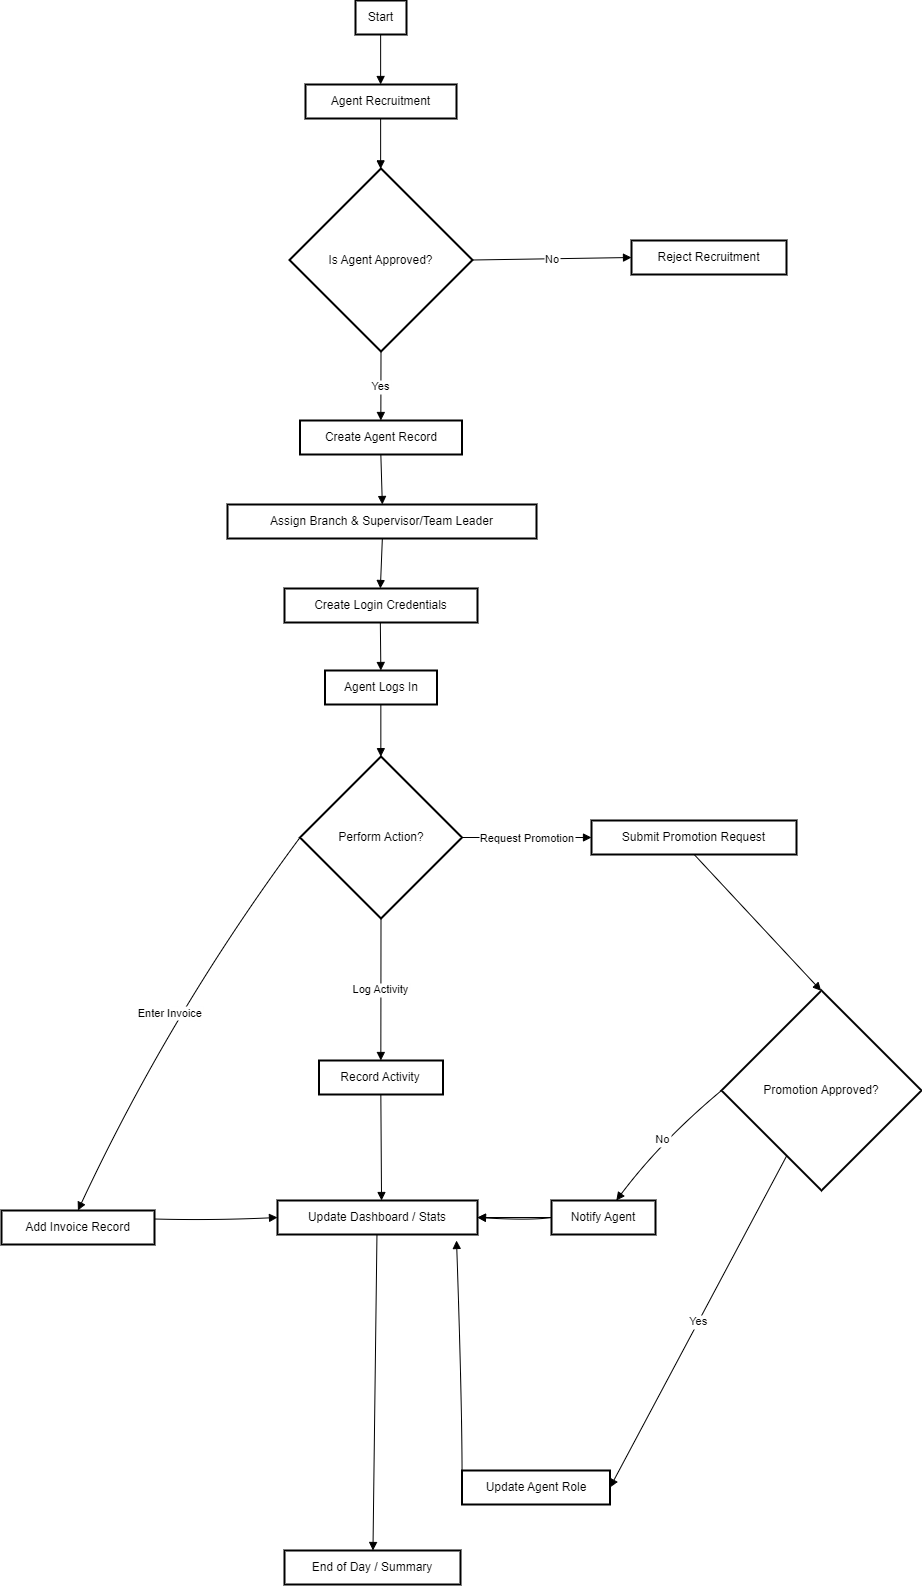 Start
Agent Recruitment
Is Agent Approved?
No
Reject Recruitment
Yes
Create Agent Record
Assign Branch & Supervisor/Team Leader
Create Login Credentials
Agent Logs In
Perform Action?
Request Promotion
Submit Promotion Request
Log Activity
Enter Invoice
Record Activity
Promotion Approved?
No
Add Invoice Record
Update Dashboard / Stats
Notify Agent
Yes
Update Agent Role
End of Day / Summary